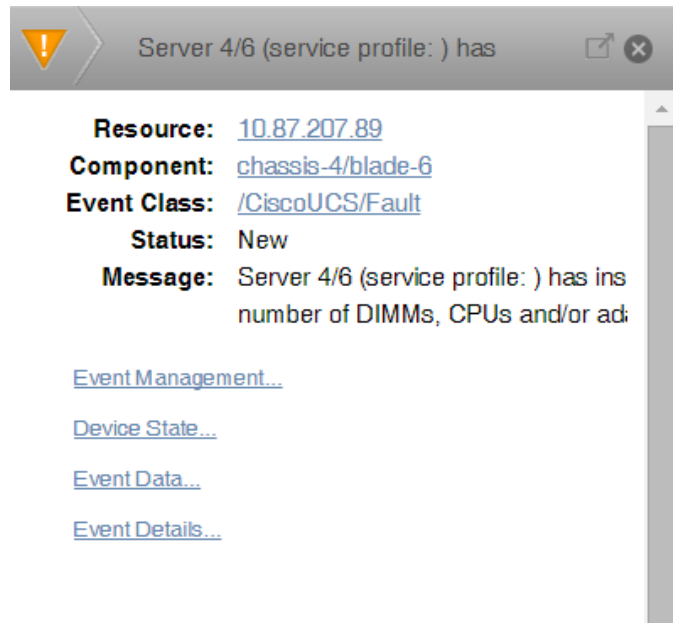 Server 4/6 (service profile: ) has
Resource: 10.87.207.89
Component: chassis-4/blade-6
Event Class: /CiscoUCS/Fault
Status: New
Message: Server 4/6 (service profile: ) has ins
number of DIMMs, CPUs and/or ada
Event Management...
Device State...
Event Data...
Event Details...